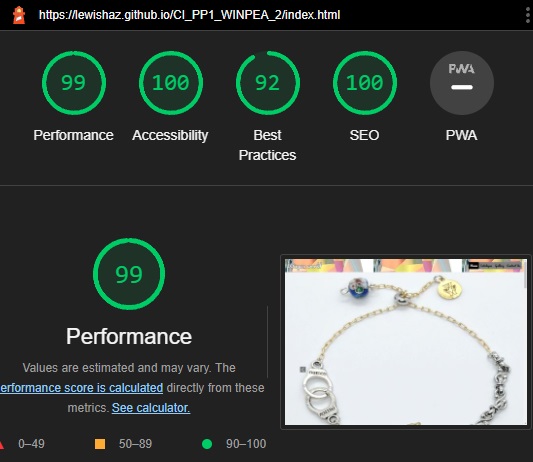 https://lewishaz.github.io/CI_PP1_WINPEA_2/index.html
99 100 92 100 PWA
Performance Accessibility Best Practices SEO PWA
99
Performance
Values are estimated and may vary. The
erformance score is calculated directly from these
metrics. See calculator.
0–49 50–89 90–100